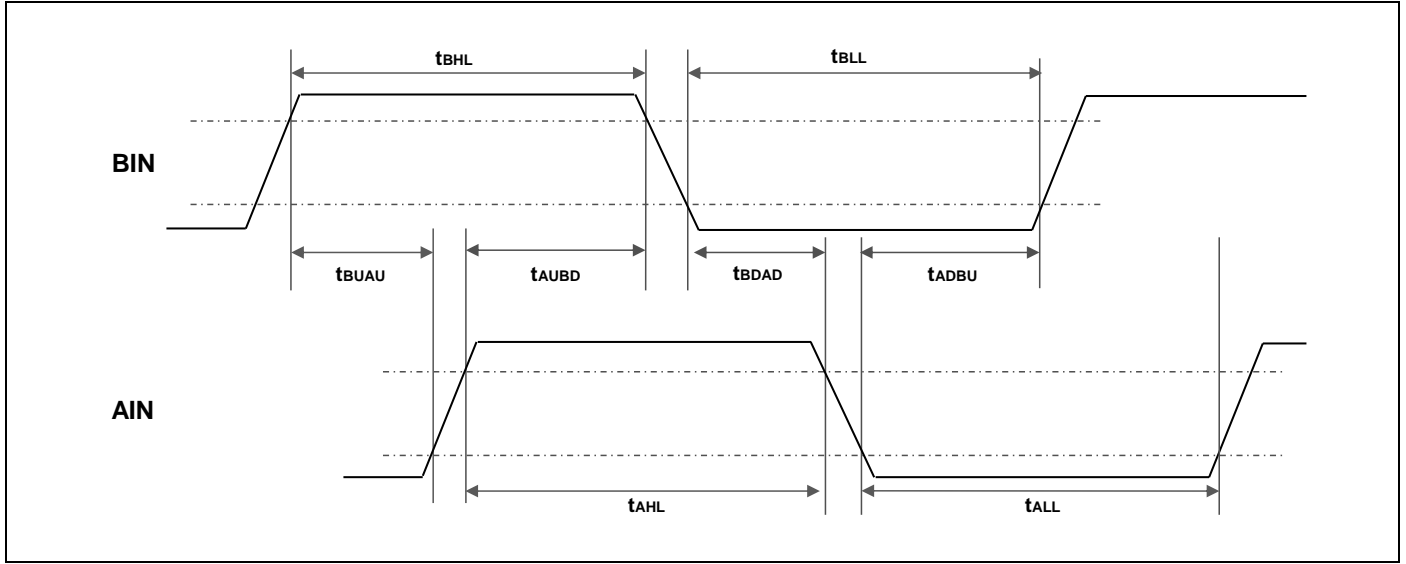 tBHL
tBLL
BIN
tBUAU
tAUBD
tBDAD
tADBU
AIN
tAHL
tALL